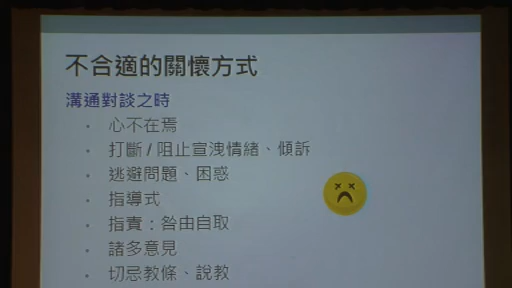 不合適的關懷方式
溝通對談之時
• 心不在焉
• 打斷 / 阻止宣洩情緒、傾訴
• 逃避問題、困惑
• 指導式
• 指責：咎由自取
• 諸多意見
• 切忌教條、說教